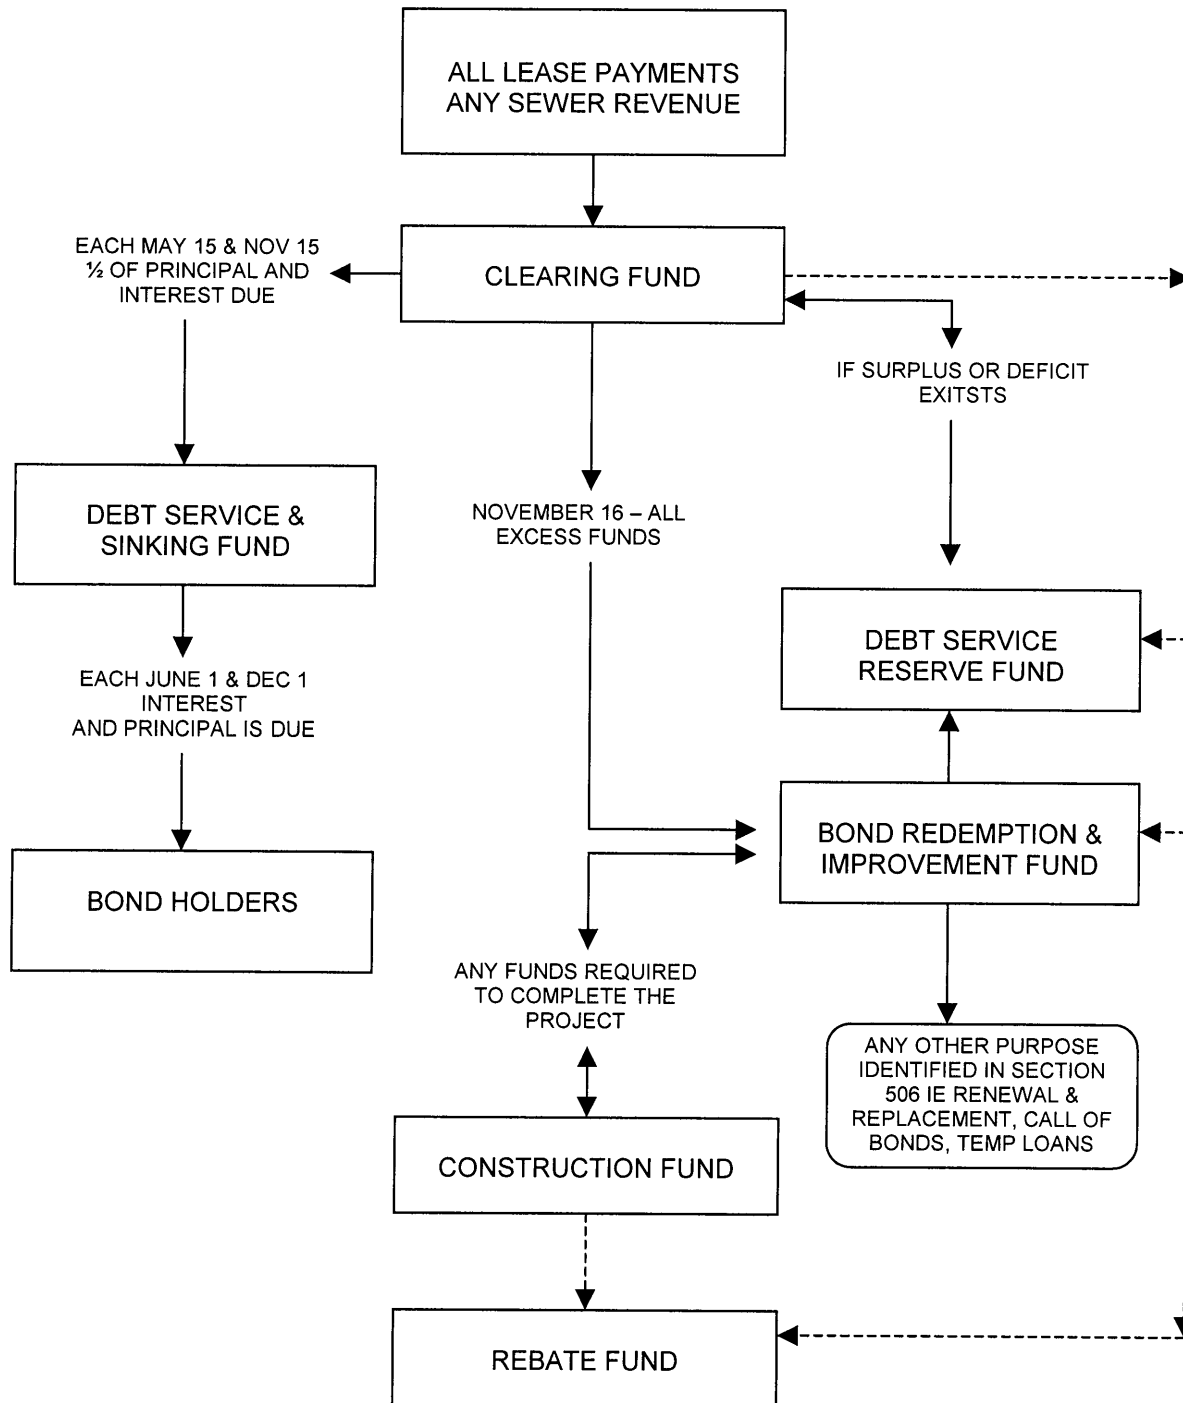 ALL LEASE PAYMENTS
ANY SEWER REVENUE
CLEARING FUND
EACH MAY 15 & NOV 15
½ OF PRINCIPAL AND
INTEREST DUE
IF SURPLUS OR DEFICIT
EXITSTS
DEBT SERVICE &
SINKING FUND
NOVEMBER 16 – ALL
EXCESS FUNDS
DEBT SERVICE
RESERVE FUND
EACH JUNE 1 & DEC 1
INTEREST
AND PRINCIPAL IS DUE
BOND REDEMPTION &
IMPROVEMENT FUND
BOND HOLDERS
ANY FUNDS REQUIRED
TO COMPLETE THE
PROJECT
ANY OTHER PURPOSE
IDENTIFIED IN SECTION
506 IE RENEWAL &
REPLACEMENT, CALL OF
BONDS, TEMP LOANS
CONSTRUCTION FUND
REBATE FUND